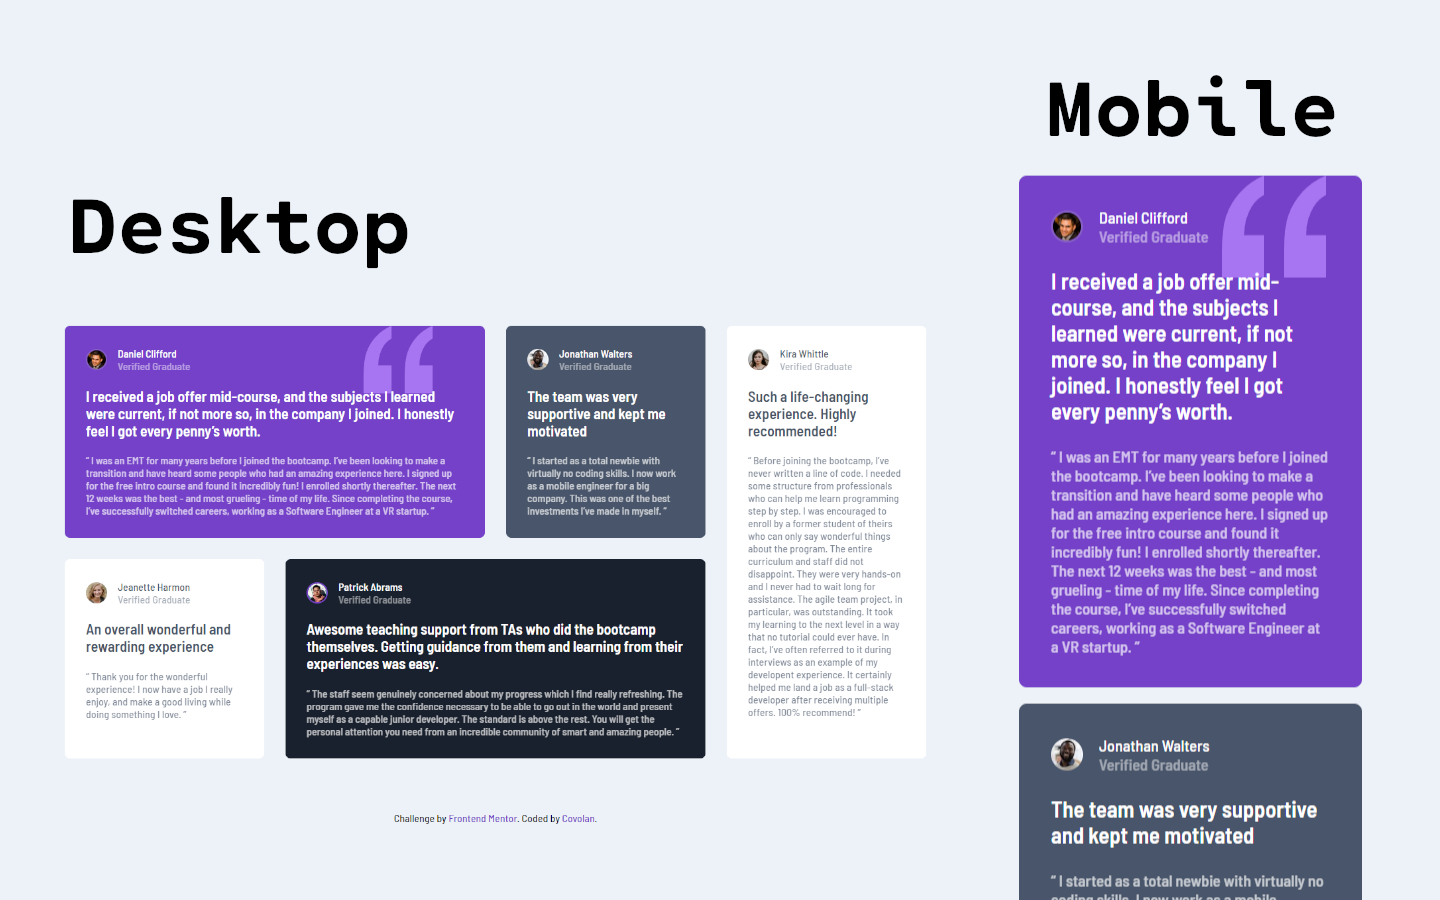 Desktop
Daniel Clifford
Verified Graduate
I received a job offer mid-course, and the subjects I learned
were current, if not more so, in the company I joined. I honestly
feel I got every penny’s worth.
“ I was an EMT for many years before I joined the bootcamp. I’ve been looking to make a
transition and have heard some people who had an amazing experience here. I signed up
for the free intro course and found it incredibly fun! I enrolled shortly thereafter. The next
12 weeks was the best - and most grueling - time of my life. Since completing the course,
I’ve successfully switched careers, working as a Software Engineer at a VR startup. ”
Jonathan Walters
Verified Graduate
The team was very
supportive and kept me
motivated
“ I started as a total newbie with
virtually no coding skills. I now work
as a mobile engineer for a big
company. This was one of the best
investments I’ve made in myself. ”
Kira Whittle
Verified Graduate
Such a life-changing
experience. Highly
recommended!
“ Before joining the bootcamp, I’ve
never written a line of code. I needed
some structure from professionals
who can help me learn programming
step by step. I was encouraged to
enroll by a former student of theirs
who can only say wonderful things
about the program. The entire
curriculum and staff did not
disappoint. They were very hands-on
and I never had to wait long for
assistance. The agile team project, in
particular, was outstanding. It took
my learning to the next level in a way
that no tutorial could ever have. In
fact, I’ve often referred to it during
interviews as an example of my
developent experience. It certainly
helped me land a job as a full-stack
developer after receiving multiple
offers. 100% recommend! ”
Jeanette Harmon
Verified Graduate
An overall wonderful and
rewarding experience
“ Thank you for the wonderful
experience! I now have a job I really
enjoy, and make a good living while
doing something I love. ”
Patrick Abrams
Verified Graduate
Awesome teaching support from TAs who did the bootcamp
themselves. Getting guidance from them and learning from their
experiences was easy.
“ The staff seem genuinely concerned about my progress which I find really refreshing. The
program gave me the confidence necessary to be able to go out in the world and present
myself as a capable junior developer. The standard is above the rest. You will get the
personal attention you need from an incredible community of smart and amazing people. ”
Challenge by Frontend Mentor. Coded by Covolan.
Mobile
Daniel Clifford
Verified Graduate
I received a job offer mid-
course, and the subjects I
learned were current, if not
more so, in the company I
joined. I honestly feel I got
every penny’s worth.
“ I was an EMT for many years before I joined
the bootcamp. I’ve been looking to make a
transition and have heard some people who
had an amazing experience here. I signed up
for the free intro course and found it
incredibly fun! I enrolled shortly thereafter.
The next 12 weeks was the best - and most
grueling - time of my life. Since completing
the course, I’ve successfully switched
careers, working as a Software Engineer at
a VR startup. ”
Jonathan Walters
Verified Graduate
The team was very supportive
and kept me motivated
“ I started as a total newbie with virtually no
coding skills. I now work as a mobile